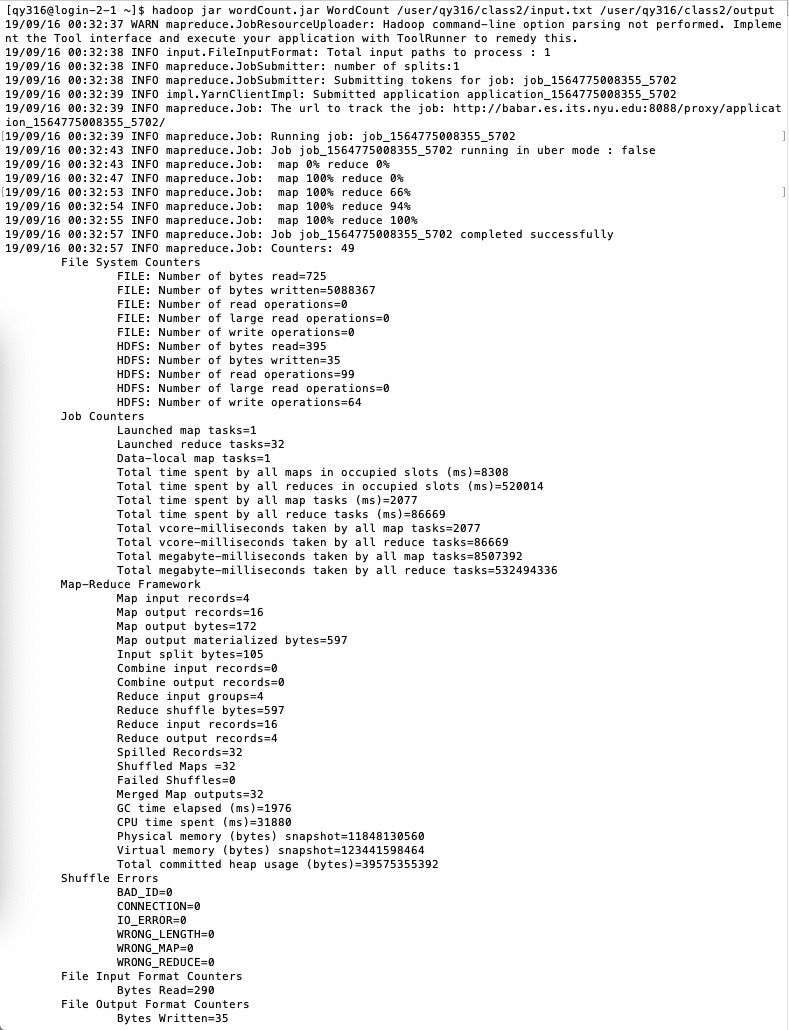 [qy316@login-2-1 ~]$ hadoop jar wordCount.jar WordCount /user/qy316/class2/input.txt /user/qy316/class2/output
19/09/16 00:32:37 WARN mapreduce.JobResourceUploader: Hadoop command-line option parsing not performed. Impleme
nt the Tool interface and execute your application with ToolRunner to remedy this.
19/09/16 00:32:38 INFO input.FileInputFormat: Total input paths to process : 1
19/09/16 00:32:38 INFO mapreduce.JobSubmitter: number of splits:1
19/09/16 00:32:38 INFO mapreduce.JobSubmitter: Submitting tokens for job: job_1564775008355_5702
19/09/16 00:32:39 INFO impl.YarnClientImpl: Submitted application application_1564775008355_5702
19/09/16 00:32:39 INFO mapreduce.Job: The url to track the job: http://babar.es.its.nyu.edu:8088/proxy/applicat
ion_1564775008355_5702/
[19/09/16 00:32:39 INFO mapreduce.Job: Running job: job_1564775008355_5702 ]
19/09/16 00:32:43 INFO mapreduce.Job: Job job_1564775008355_5702 running in uber mode : false
19/09/16 00:32:43 INFO mapreduce.Job:  map 0% reduce 0%
19/09/16 00:32:47 INFO mapreduce.Job:  map 100% reduce 0%
[19/09/16 00:32:53 INFO mapreduce.Job:  map 100% reduce 66% ]
19/09/16 00:32:54 INFO mapreduce.Job:  map 100% reduce 94%
19/09/16 00:32:55 INFO mapreduce.Job:  map 100% reduce 100%
19/09/16 00:32:57 INFO mapreduce.Job: Job job_1564775008355_5702 completed successfully
19/09/16 00:32:57 INFO mapreduce.Job: Counters: 49
File System Counters
FILE: Number of bytes read=725
FILE: Number of bytes written=5088367
FILE: Number of read operations=0
FILE: Number of large read operations=0
FILE: Number of write operations=0
HDFS: Number of bytes read=395
HDFS: Number of bytes written=35
HDFS: Number of read operations=99
HDFS: Number of large read operations=0
HDFS: Number of write operations=64
Job Counters
Launched map tasks=1
Launched reduce tasks=32
Data-local map tasks=1
Total time spent by all maps in occupied slots (ms)=8308
Total time spent by all reduces in occupied slots (ms)=520014
Total time spent by all map tasks (ms)=2077
Total time spent by all reduce tasks (ms)=86669
Total vcore-milliseconds taken by all map tasks=2077
Total vcore-milliseconds taken by all reduce tasks=86669
Total megabyte-milliseconds taken by all map tasks=8507392
Total megabyte-milliseconds taken by all reduce tasks=532494336
Map-Reduce Framework
Map input records=4
Map output records=16
Map output bytes=172
Map output materialized bytes=597
Input split bytes=105
Combine input records=0
Combine output records=0
Reduce input groups=4
Reduce shuffle bytes=597
Reduce input records=16
Reduce output records=4
Spilled Records=32
Shuffled Maps =32
Failed Shuffles=0
Merged Map outputs=32
GC time elapsed (ms)=1976
CPU time spent (ms)=31880
Physical memory (bytes) snapshot=11848130560
Virtual memory (bytes) snapshot=123441598464
Total committed heap usage (bytes)=39575355392
Shuffle Errors
BAD_ID=0
CONNECTION=0
IO_ERROR=0
WRONG_LENGTH=0
WRONG_MAP=0
WRONG_REDUCE=0
File Input Format Counters
Bytes Read=290
File Output Format Counters
Bytes Written=35